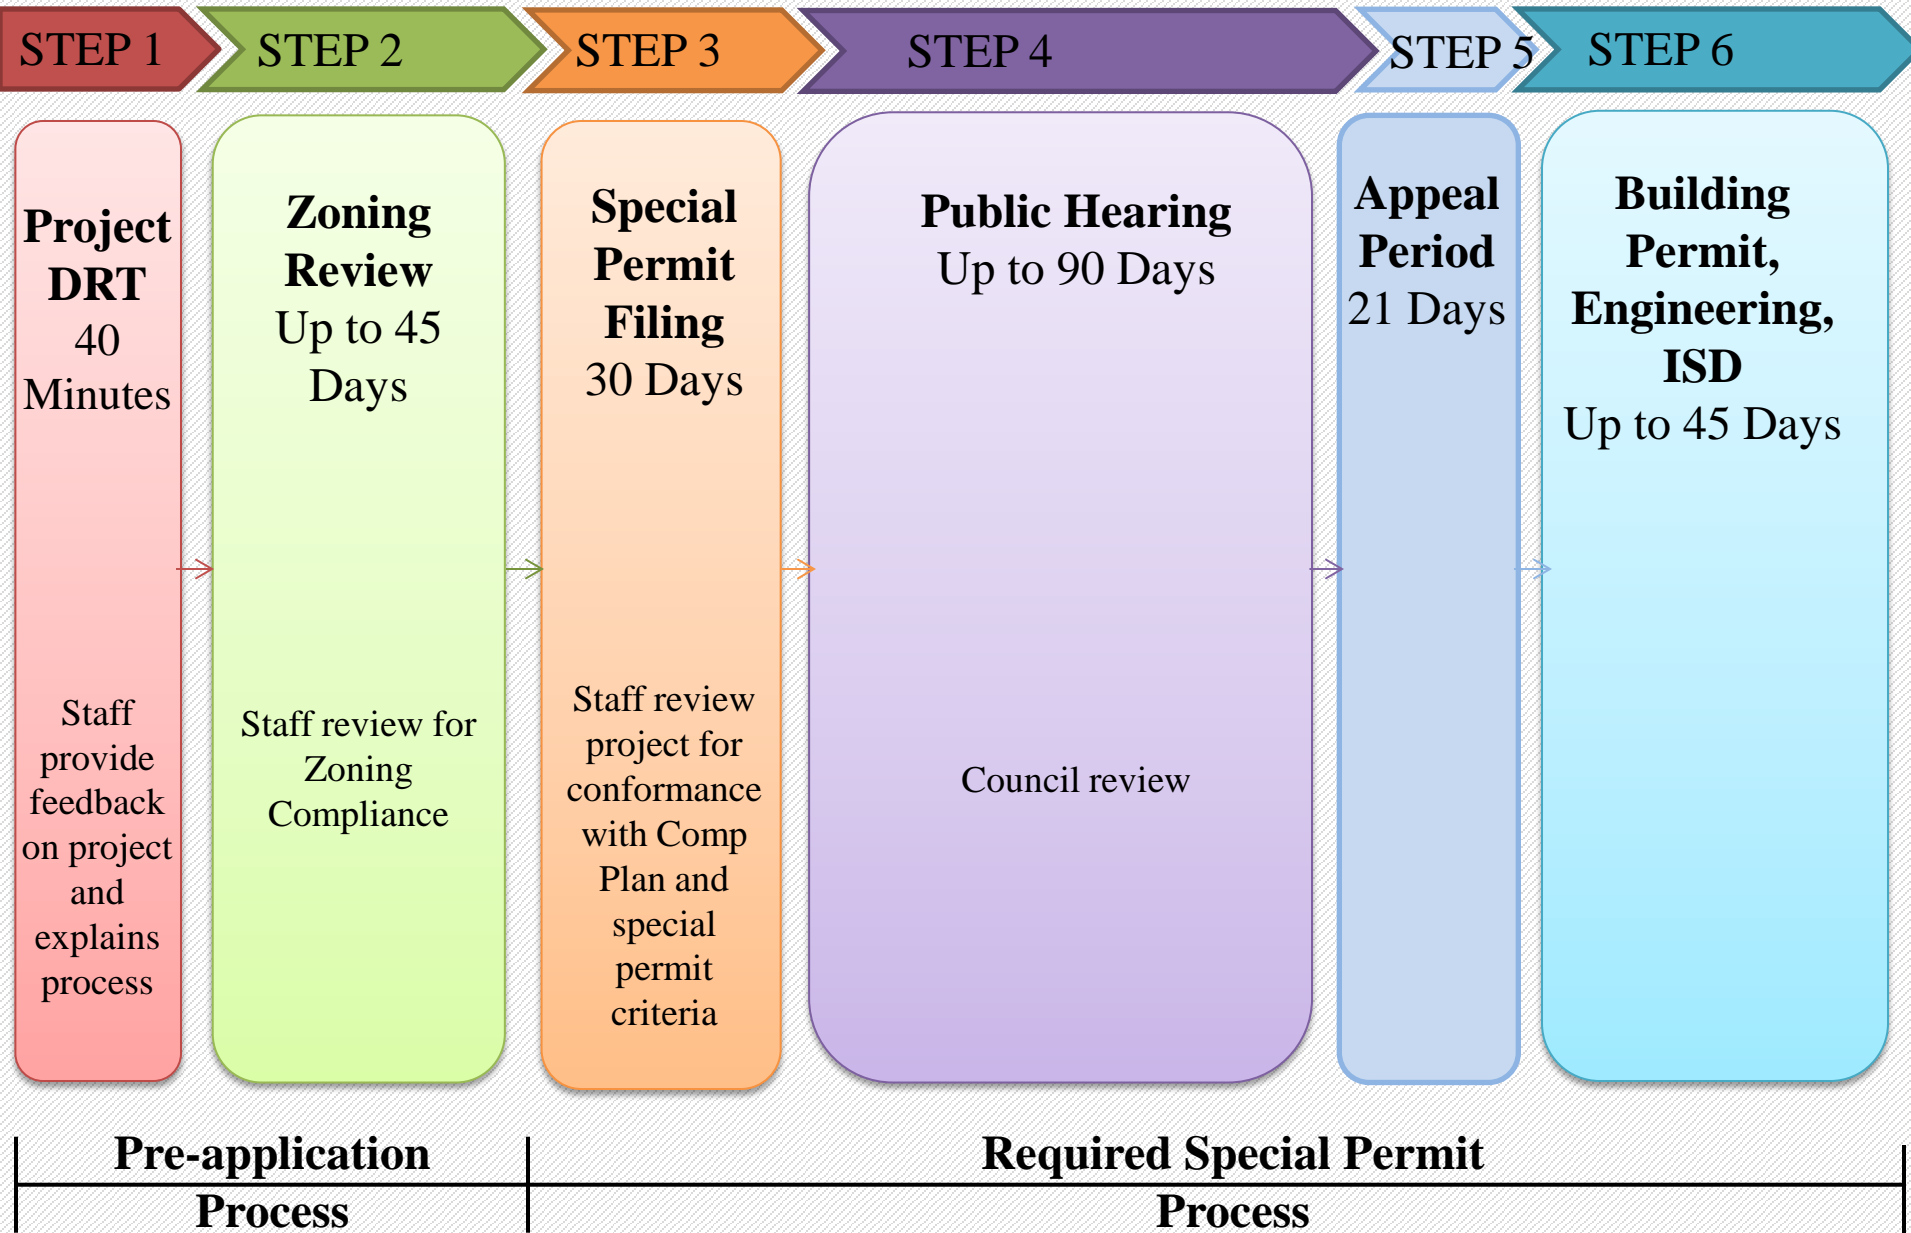 STEP 1
STEP 2
STEP 3
STEP 4
STEP 5
STEP 6
Project
DRT
40
Minutes
Staff
provide
feedback
on project
and
explains
process
Zoning
Review
Up to 45
Days
Staff review for
Zoning
Compliance
Special
Permit
Filing
30 Days
Staff review
project for
conformance
with Comp
Plan and
special
permit
criteria
Public Hearing
Up to 90 Days
Council review
Appeal
Period
21 Days
Building
Permit,
Engineering,
ISD
Up to 45 Days
Pre-application
Process
Required Special Permit
Process